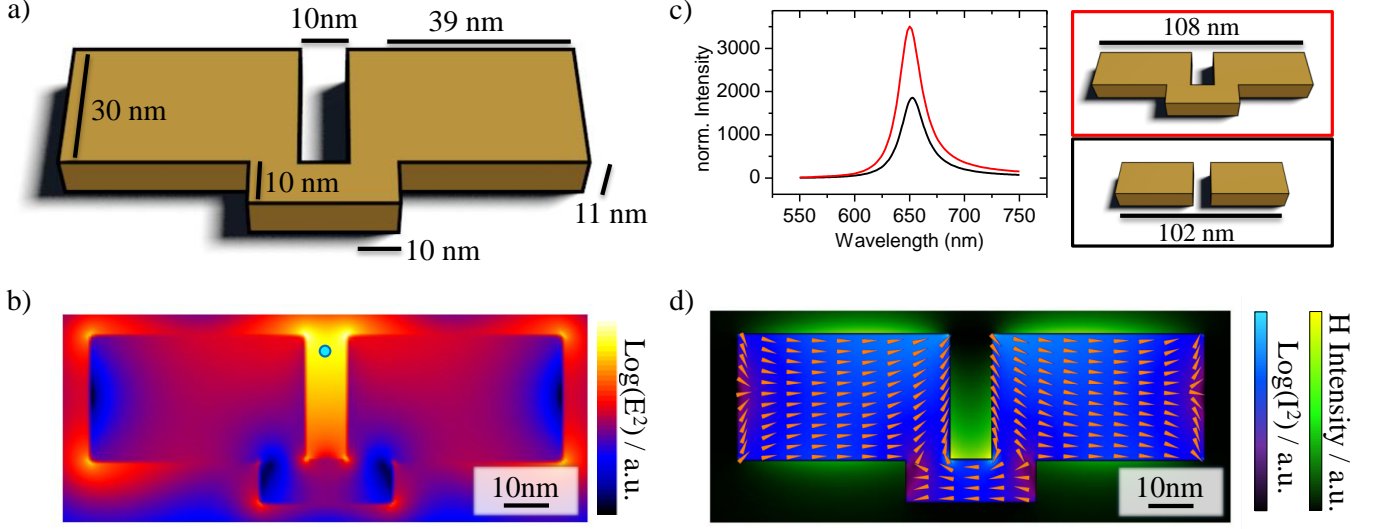 a)
10nm
39 nm
30 nm
10 nm
11 nm
10 nm
c)
norm. Intensity
3000
2000
1000
0
550
600
650
700
750
Wavelength (nm)
108 nm
102 nm
b)
10nm
Log(E²) / a.u.
d)
10nm
Log(I²) / a.u.
H Intensity / a.u.